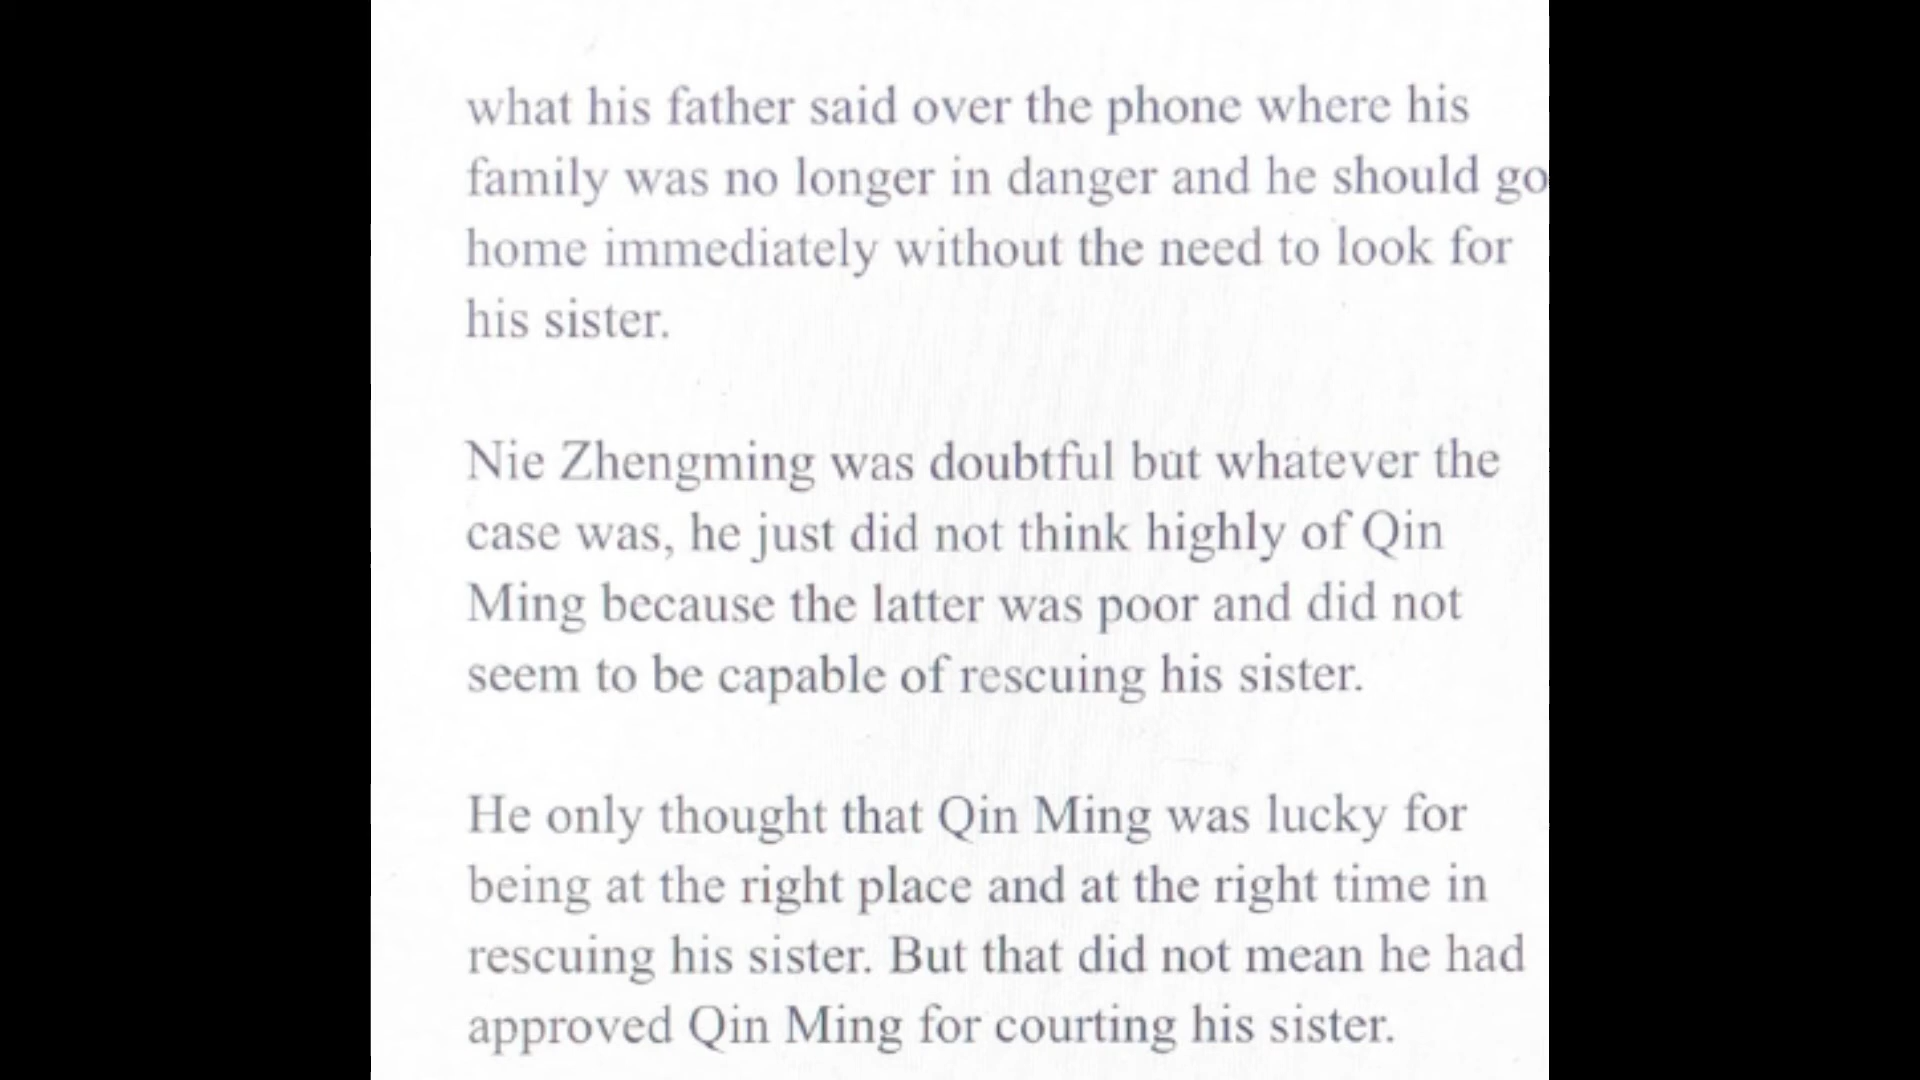 what his father said over the phone where his
family was no longer in danger and he should go
home immediately without the need to look for
his sister.
Nie Zhengming was doubtful but whatever the
case was, he just did not think highly of Qin
Ming because the latter was poor and did not
seem to be capable of rescuing his sister.
He only thought that Qin Ming was lucky for
being at the right place and at the right time in
rescuing his sister. But that did not mean he had
approved Qin Ming for courting his sister.